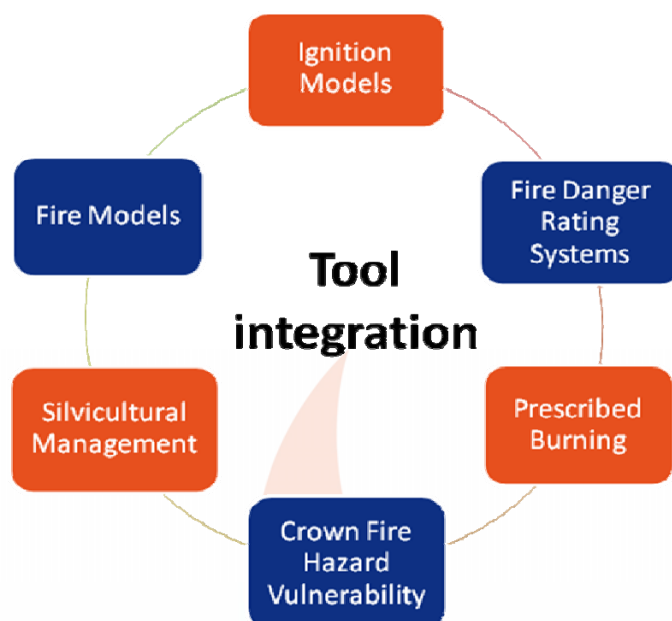 Ignition
Models
Fire Danger
Rating
Systems
Fire Models
Tool
integration
Silvicultural
Management
Prescribed
Burning
Crown Fire
Hazard
Vulnerability